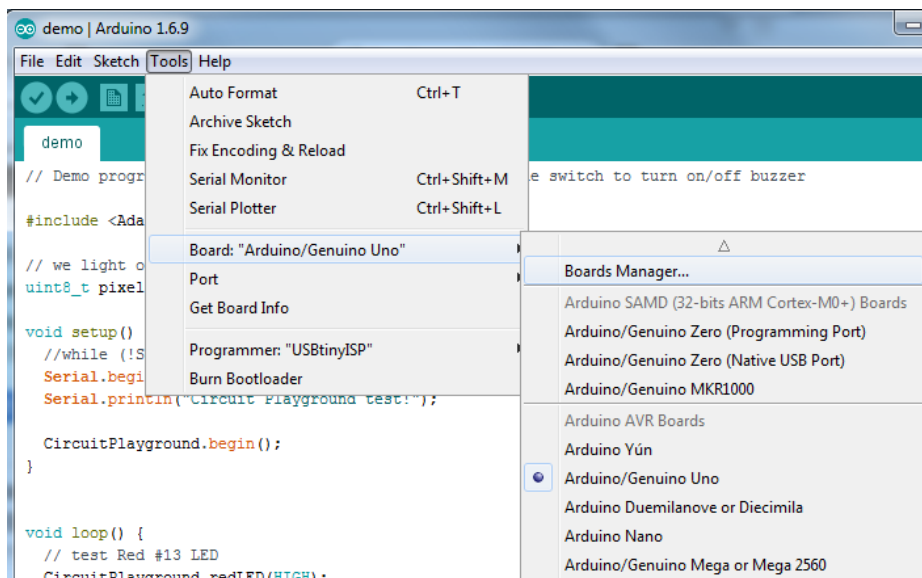 demo | Arduino 1.6.9
File Edit Sketch Tools Help
demo
Auto Format Ctrl+T
Archive Sketch
Fix Encoding & Reload
Serial Monitor Ctrl+Shift+M
Serial Plotter Ctrl+Shift+L
Board: "Arduino/Genuino Uno"
Port
Get Board Info
Programmer: "USBtinyISP"
Burn Bootloader
Boards Manager...
Arduino SAMD (32-bits ARM Cortex-M0+) Boards
Arduino/Genuino Zero (Programming Port)
Arduino/Genuino Zero (Native USB Port)
Arduino/Genuino MKR1000
Arduino AVR Boards
Arduino Yún
Arduino/Genuino Uno
Arduino Duemilanove or Diecimila
Arduino Nano
Arduino/Genuino Mega or Mega 2560
// Demo progr e switch to turn on/off buzzer
#include <Ada
// we light o
uint8_t pixel
void setup()
//while (!S
Serial.begi
Serial.println("Circuit Playground test!");
CircuitPlayground.begin();
}
void loop() {
// test Red #13 LED
CircuitPlayground.redLED(HIGH);